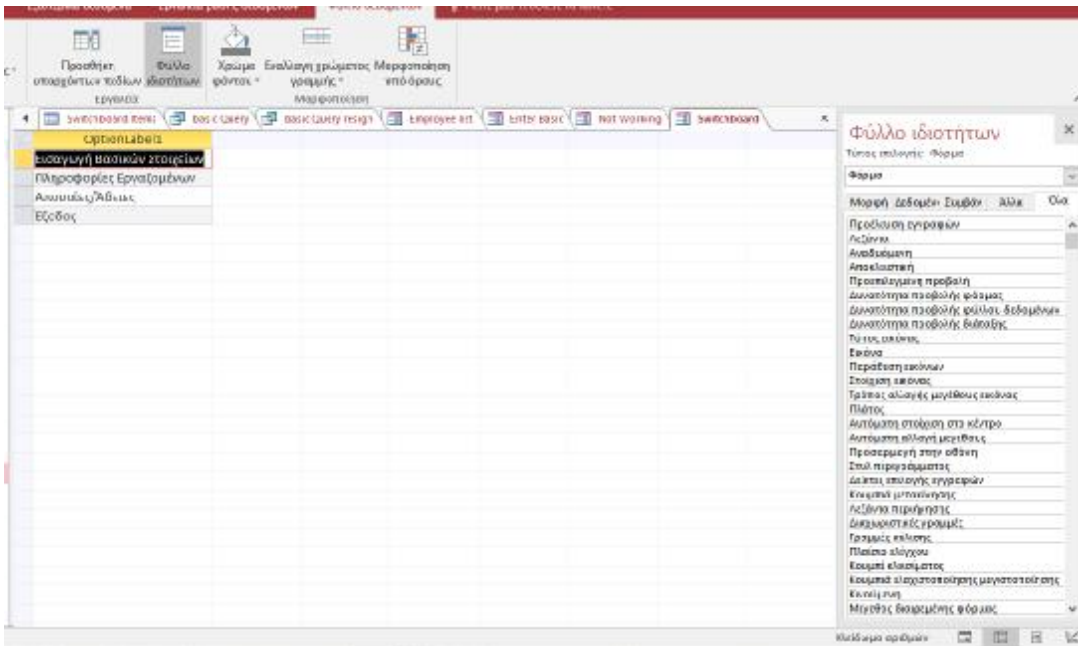 Προσθήκη
υπαρχόντων πεδίων
Φύλλο
ιδιοτήτων
Χρώμα
φόντου
Εναλλαγή χρώματος
γραμμής
Μορφοποίηση
υπό όρους
Εργαλεία
Μορφοποίηση
Switchboard Items
Basic Query
Basic Query resign
Employee list
Enter Basic
Not Working
Switchboard
OptionLabel1
Εισαγωγή Βασικών Στοιχείων
Πληροφορίες Εργαζομένων
Απουσίες/Άδειες
Έξοδος
Φύλλο ιδιοτήτων
Τύπος επιλογής: Φόρμα
Φόρμα
Μορφή Δεδομέν Συμβάν Άλλα Όλα
Προέλευση εγγραφών
Λεζάντα
Αναδυόμενη
Αποκλειστική
Προεπιλεγμένη προβολή
Δυνατότητα προβολής φόρμας
Δυνατότητα προβολής φύλλου δεδομένων
Δυνατότητα προβολής διάταξης
Τύπος εικόνας
Εικόνα
Παράθεση εικόνων
Στοίχιση εικόνας
Τρόπος αλλαγής μεγέθους εικόνας
Πλάτος
Αυτόματη στοίχιση στο κέντρο
Αυτόματη αλλαγή μεγέθους
Προσαρμογή στην οθόνη
Στυλ περιγράμματος
Δείκτες επιλογής εγγραφών
Κουμπιά μετακίνησης
Λεζάντα περιήγησης
Διαχωριστικές γραμμές
Γραμμές κύλισης
Πλαίσιο ελέγχου
Κουμπί κλεισίματος
Κουμπιά ελαχιστοποίησης μεγιστοποίησης
Κινούμενη
Μέγεθος διαιρεμένης φόρμας
Κλείδωμα αριθμών